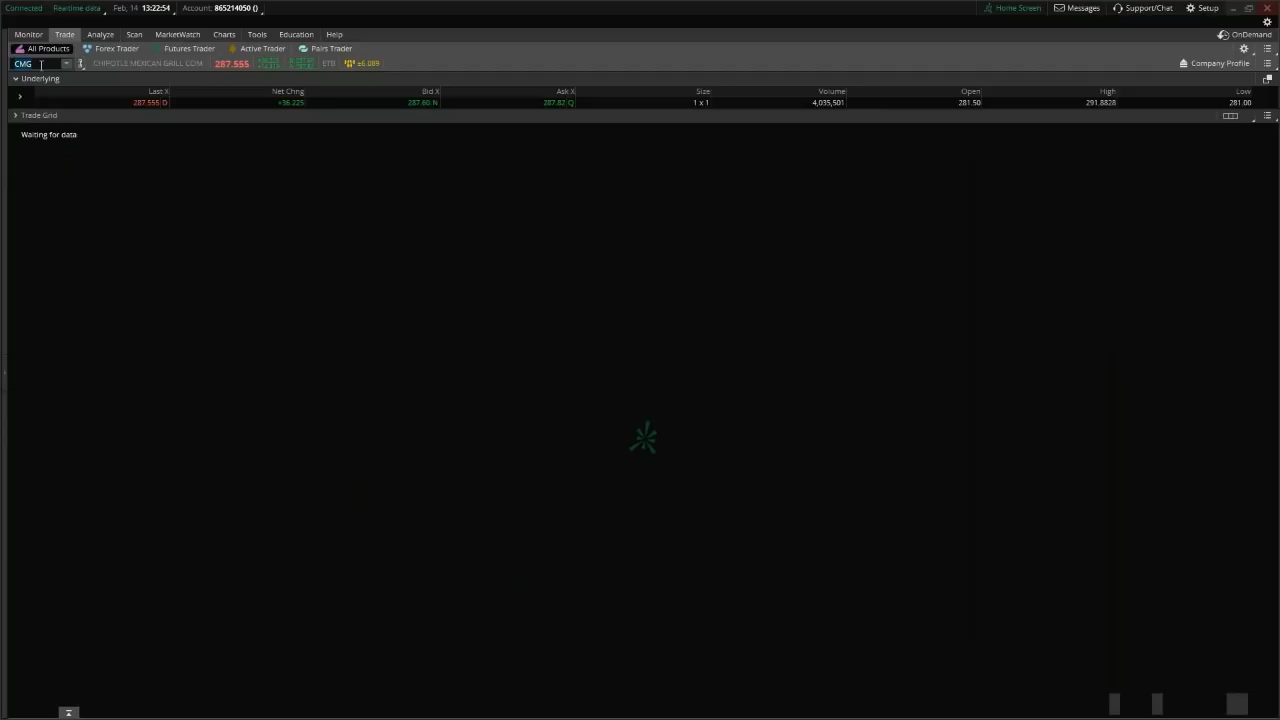 Connected Realtime data Feb, 14 13:22:54 Account: 865214050 () Home Screen Messages Support/Chat Setup
Monitor Trade Analyze Scan MarketWatch Charts Tools Education Help OnDemand
All Products Forex Trader Futures Trader Active Trader Pairs Trader
CMG CHIPOTLE MEXICAN GRILL COM 287.555 ETB ±6.089 Company Profile
Underlying
Last X Net Chng Bid X Ask X Size Volume Open High Low
287.555 D +36.225 287.60 N 287.82 Q 1 x 1 4,035,501 281.50 291.8828 281.00
Trade Grid
Waiting for data